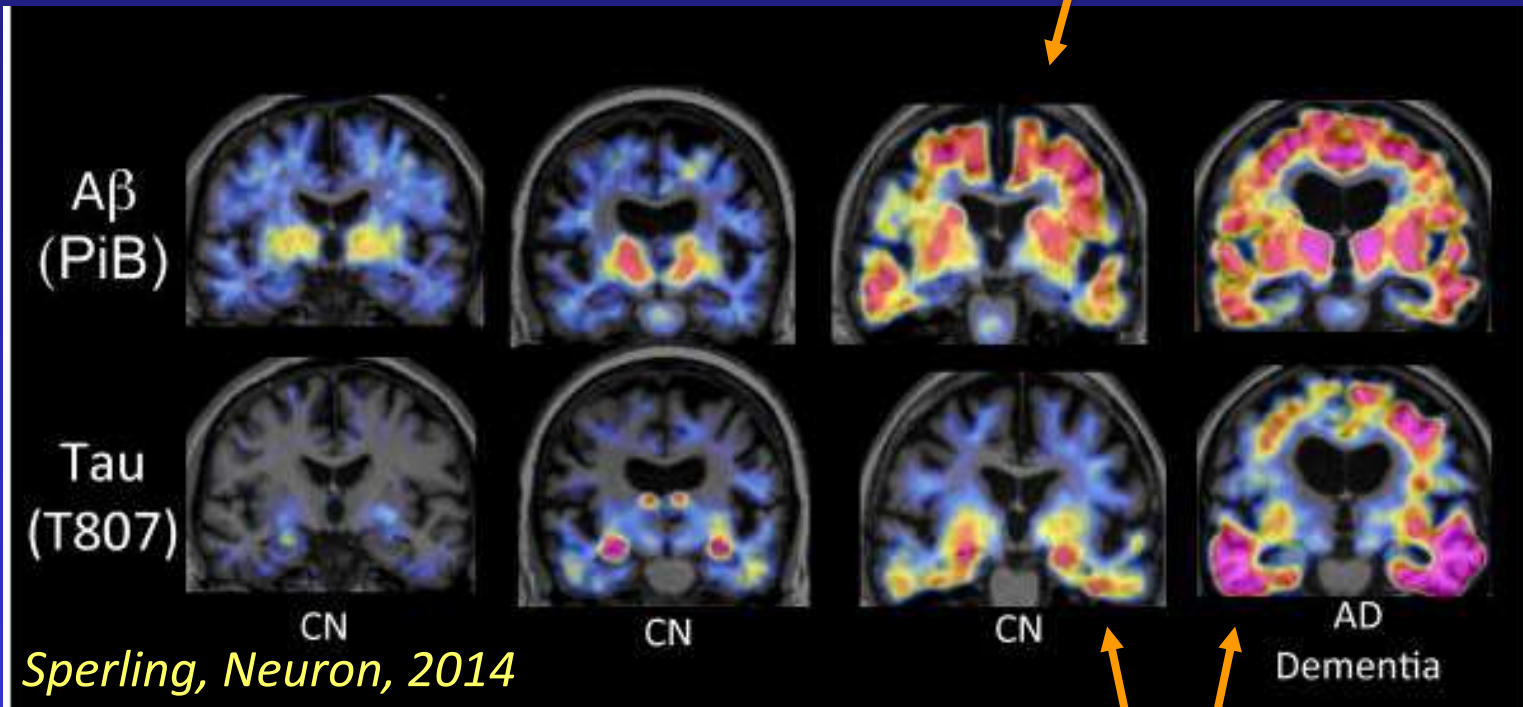 Aβ
(PiB)
Tau
(T807)
CN
CN
CN
AD
Dementia
Sperling, Neuron, 2014